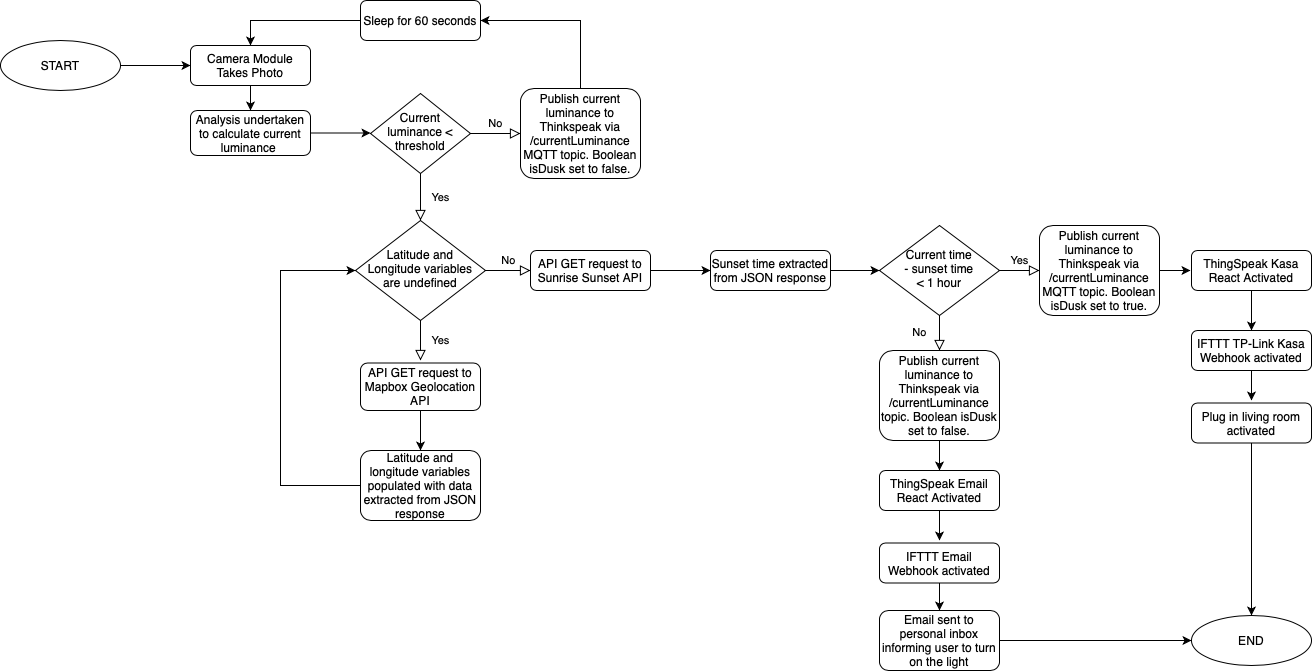 Sleep for 60 seconds
START
Camera Module
Takes Photo
Analysis undertaken
to calculate current
luminance
Current
luminance <
threshold
No
Publish current
luminance to
Thinkspeak via
/currentLuminance
MQTT topic. Boolean
isDusk set to false.
Yes
Latitude and
Longitude variables
are undefined
No
API GET request to
Sunrise Sunset API
Sunset time extracted
from JSON response
Current time
- sunset time
< 1 hour
Yes
Publish current
luminance to
Thinkspeak via
/currentLuminance
MQTT topic. Boolean
isDusk set to true.
ThingSpeak Kasa
React Activated
Yes
API GET request to
Mapbox Geolocation
API
Latitude and
longitude variables
populated with data
extracted from JSON
response
No
Publish current
luminance to
Thinkspeak via
/currentLuminance
topic. Boolean isDusk
set to false.
IFTTT TP-Link Kasa
Webhook activated
Plug in living room
activated
ThingSpeak Email
React Activated
IFTTT Email
Webhook activated
Email sent to
personal inbox
informing user to turn
on the light
END